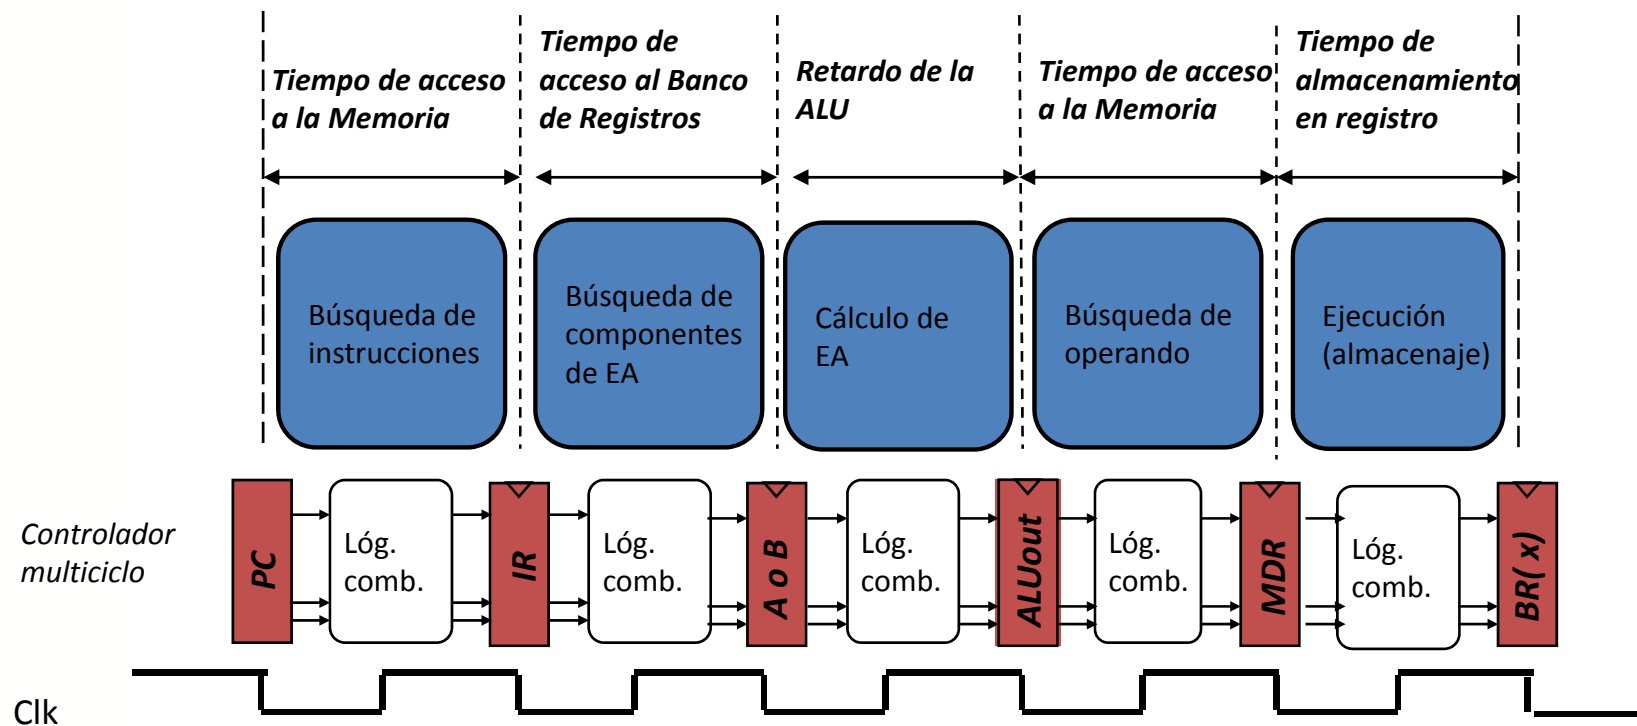 Tiempo de acceso
a la Memoria
Tiempo de
acceso al Banco
de Registros
Retardo de la
ALU
Tiempo de acceso
a la Memoria
Tiempo de
almacenamiento
en registro
Búsqueda de
instrucciones
Búsqueda de
componentes
de EA
Cálculo de
EA
Búsqueda de
operando
Ejecución
(almacenaje)
Controlador
multiciclo
PC
Lóg.
comb.
IR
Lóg.
comb.
A o B
Lóg.
comb.
ALUout
Lóg.
comb.
MDR
Lóg.
comb.
BR( x)
Clk